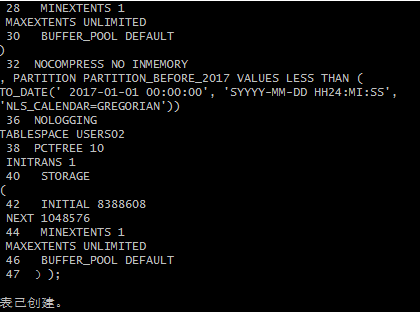 28   MINEXTENTS 1
MAXEXTENTS UNLIMITED
30   BUFFER_POOL DEFAULT
)
32  NOCOMPRESS NO INMEMORY
, PARTITION PARTITION_BEFORE_2017 VALUES LESS THAN (
TO_DATE(' 2017-01-01 00:00:00', 'SYYYY-MM-DD HH24:MI:SS',
'NLS_CALENDAR=GREGORIAN'))
36  NOLOGGING
TABLESPACE USERS02
38  PCTFREE 10
INITRANS 1
40   STORAGE
(
42   INITIAL 8388608
NEXT 1048576
44   MINEXTENTS 1
MAXEXTENTS UNLIMITED
46   BUFFER_POOL DEFAULT
47  ) );
表已创建。